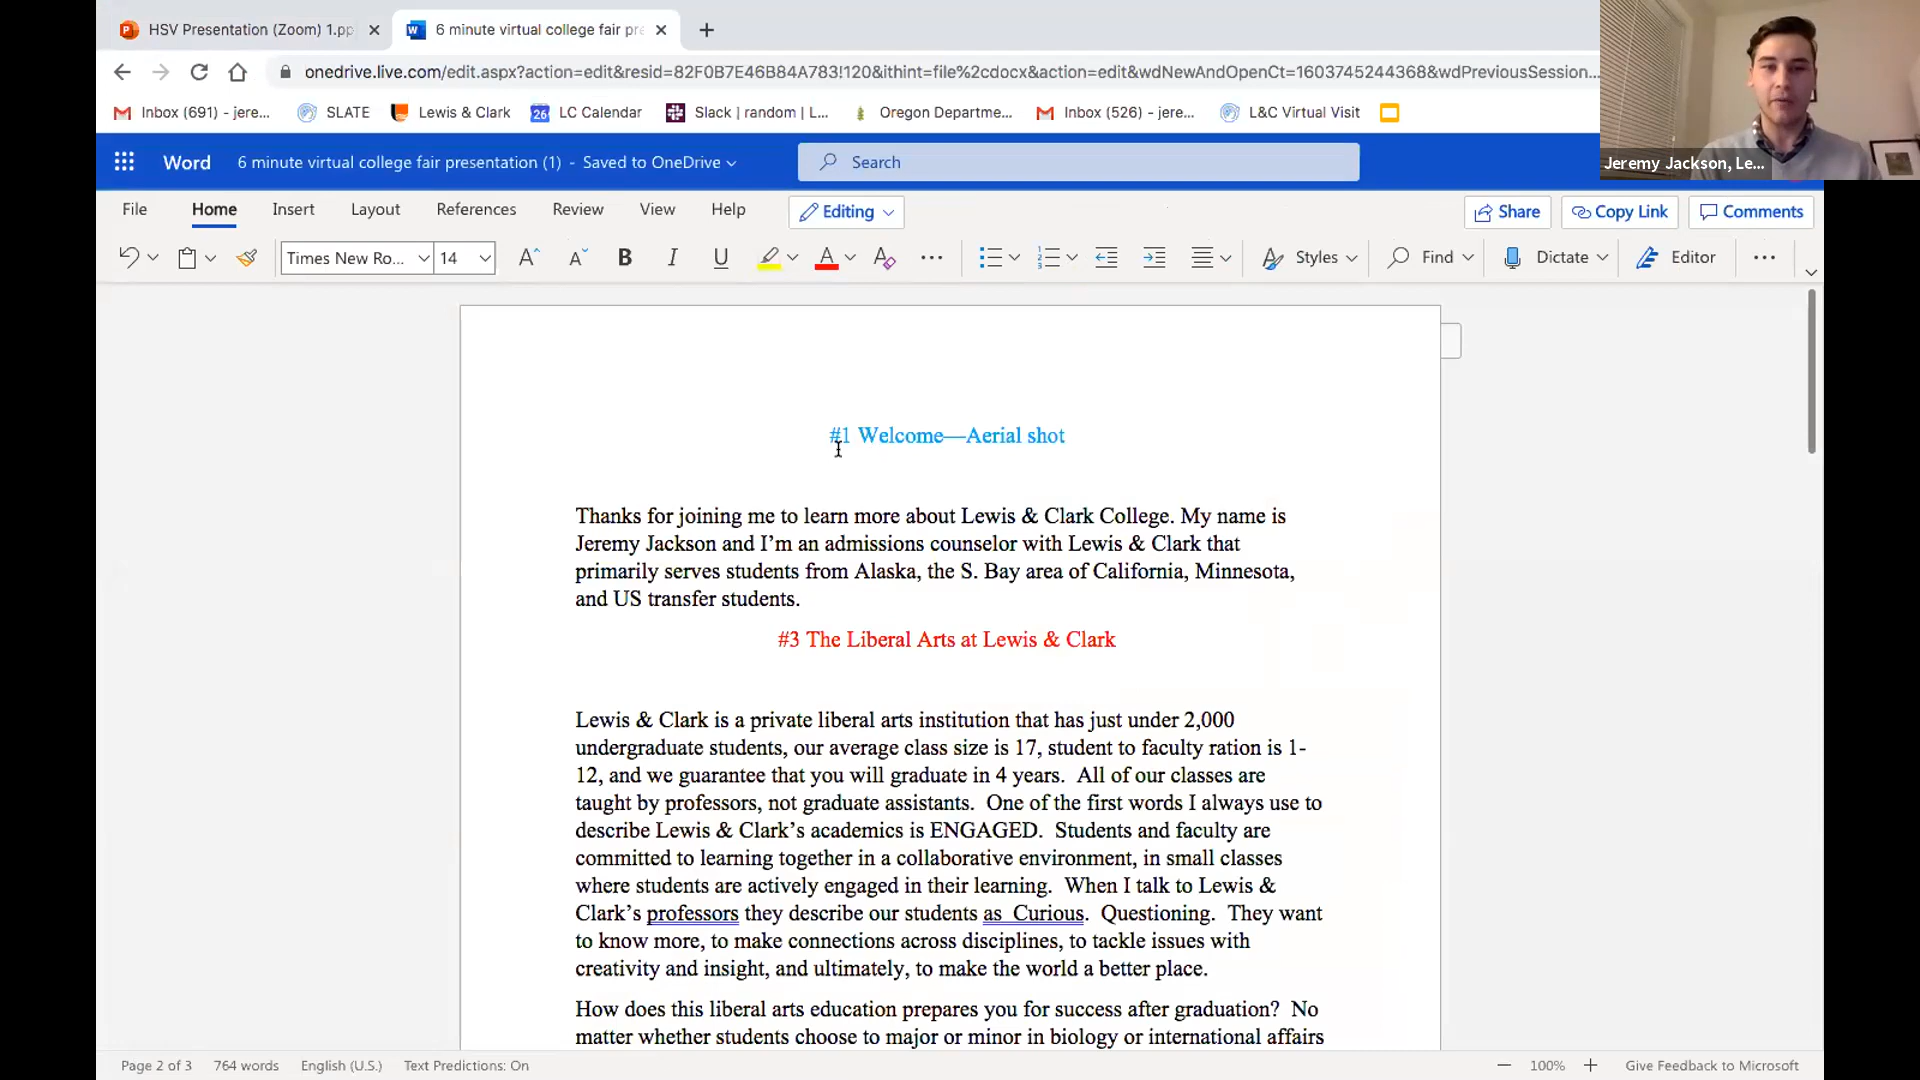 HSV Presentation (Zoom) 1.pp
6 minute virtual college fair pre
onedrive.live.com/edit.aspx?action=edit&resid=82F0B7E46B84A783!120&ithint=file%2cdocx&action=edit&wdNewAndOpenCt=1603745244368&wdPreviousSession...
Inbox (691) - jere... SLATE Lewis & Clark 26 LC Calendar Slack | random | L... Oregon Departme... Inbox (526) - jere... L&C Virtual Visit
Jeremy Jackson, Le...
Word 6 minute virtual college fair presentation (1) - Saved to OneDrive Search
File Home Insert Layout References Review View Help Editing Share Copy Link Comments
Times New Ro... 14 A A B I U A A Styles Find Dictate Editor
#1 Welcome—Aerial shot
Thanks for joining me to learn more about Lewis & Clark College. My name is
Jeremy Jackson and I’m an admissions counselor with Lewis & Clark that
primarily serves students from Alaska, the S. Bay area of California, Minnesota,
and US transfer students.
#3 The Liberal Arts at Lewis & Clark
Lewis & Clark is a private liberal arts institution that has just under 2,000
undergraduate students, our average class size is 17, student to faculty ration is 1-
12, and we guarantee that you will graduate in 4 years. All of our classes are
taught by professors, not graduate assistants. One of the first words I always use to
describe Lewis & Clark’s academics is ENGAGED. Students and faculty are
committed to learning together in a collaborative environment, in small classes
where students are actively engaged in their learning. When I talk to Lewis &
Clark’s professors they describe our students as Curious. Questioning. They want
to know more, to make connections across disciplines, to tackle issues with
creativity and insight, and ultimately, to make the world a better place.
How does this liberal arts education prepares you for success after graduation? No
matter whether students choose to major or minor in biology or international affairs
Page 2 of 3 764 words English (U.S.) Text Predictions: On 100% Give Feedback to Microsoft